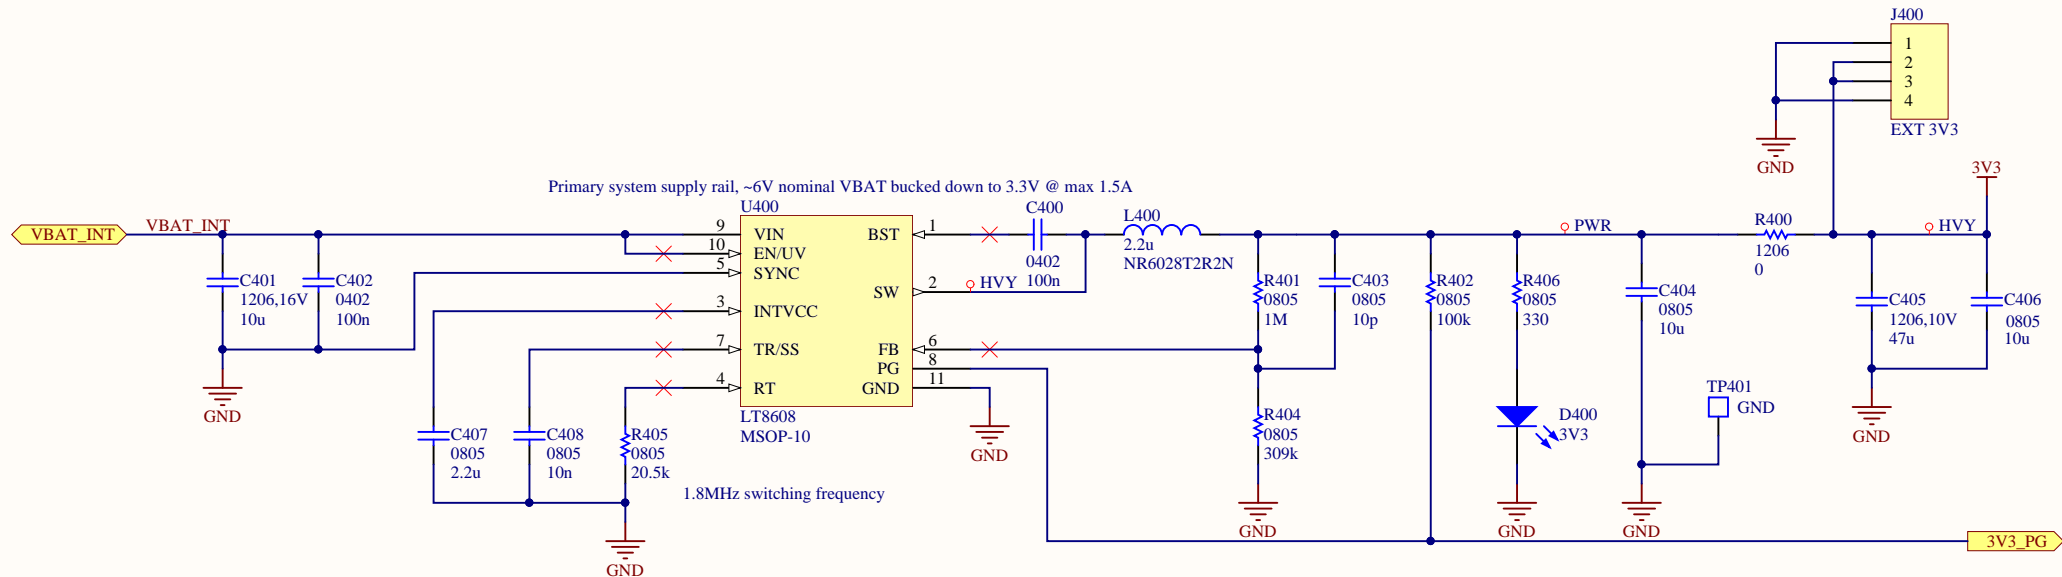 J400
1
2
3
4
EXT 3V3
GND
3V3
Primary system supply rail, ~6V nominal VBAT bucked down to 3.3V @ max 1.5A
VBAT_INT
VBAT_INT
U400
9 VIN
10 EN/UV
5 SYNC
3 INTVCC
7 TR/SS
4 RT
BST 1
SW 2
FB 6
PG 8
GND 11
LT8608
MSOP-10
C401
1206,16V
10u
C402
0402
100n
GND
C400
0402
100n
HVY
L400
2.2u
NR6028T2R2N
R401
0805
1M
C403
0805
10p
R402
0805
100k
R406
0805
330
PWR
C404
0805
10u
R400
1206
0
HVY
C405
1206,10V
47u
C406
0805
10u
GND
TP401
GND
D400
3V3
R404
0805
309k
C407
0805
2.2u
C408
0805
10n
R405
0805
20.5k
1.8MHz switching frequency
GND
GND
GND
GND
GND
3V3_PG